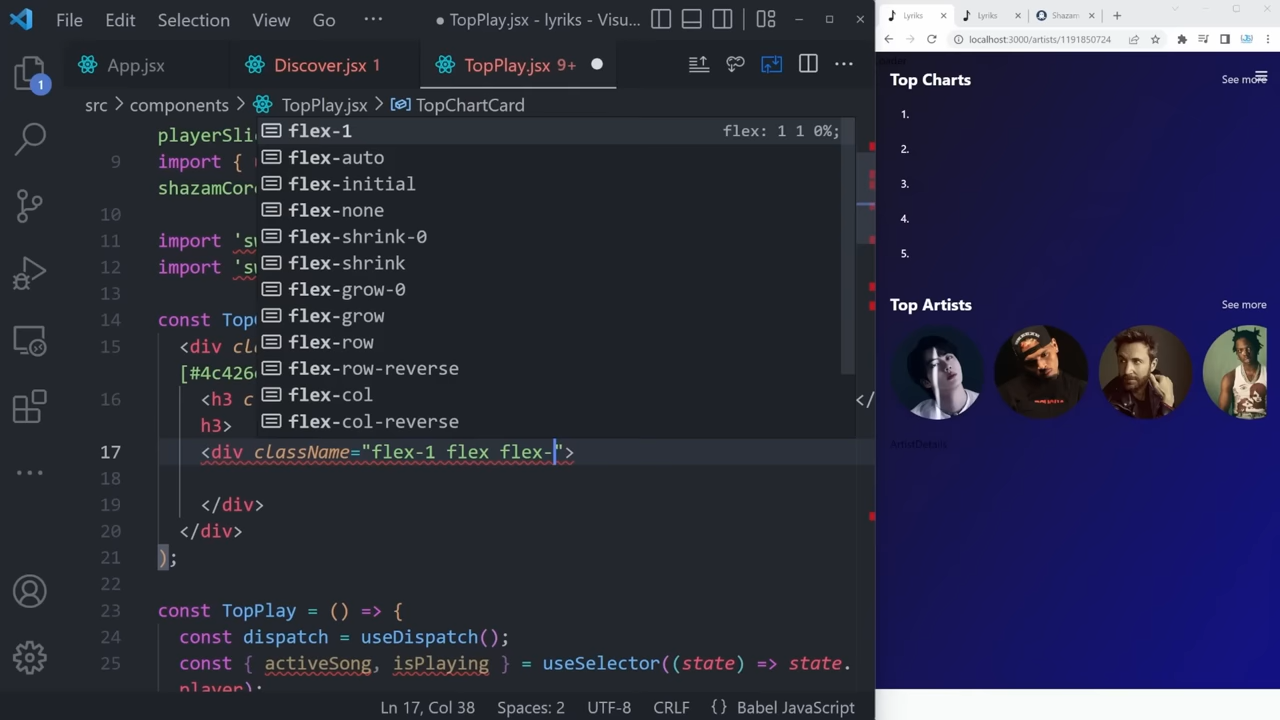 File Edit Selection View Go ··· ● TopPlay.jsx - lyriks - Visu...
App.jsx Discover.jsx 1 TopPlay.jsx 9+
src > components > TopPlay.jsx > TopChartCard
playerSli
9 import {
shazamCor
10
11 import 's
12 import 's
13
14 const Top
15 <div cl
[#4c426
16 <h3 c </
h3>
17 <div className="flex-1 flex flex-">
18
19 </div>
20 </div>
21 );
22
23 const TopPlay = () => {
24 const dispatch = useDispatch();
25 const { activeSong, isPlaying } = useSelector((state) => state.
player);
flex-1 flex: 1 1 0%;
flex-auto
flex-initial
flex-none
flex-shrink-0
flex-shrink
flex-grow-0
flex-grow
flex-row
flex-row-reverse
flex-col
flex-col-reverse
1
Ln 17, Col 38 Spaces: 2 UTF-8 CRLF {} Babel JavaScript
Lyriks Lyriks Shazam
localhost:3000/artists/1191850724
Top Charts See more
1.
2.
3.
4.
5.
Top Artists See more
ArtistDetails